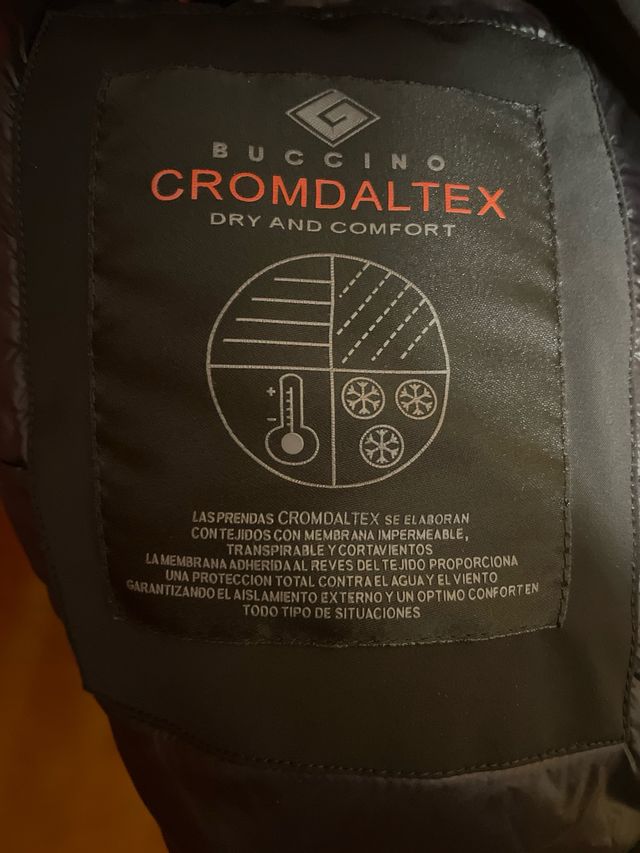 BUCCINO
CROMDALTEX
DRY AND COMFORT
+
-
LAS PRENDAS CROMDALTEX SE ELABORAN
CON TEJIDOS CON MEMBRANA IMPERMEABLE,
TRANSPIRABLE Y CORTAVIENTOS
LA MEMBRANA ADHERIDA AL REVES DEL TEJIDO PROPORCIONA
UNA PROTECCION TOTAL CONTRA EL AGUA Y EL VIENTO
GARANTIZANDO EL AISLAMIENTO EXTERNO Y UN OPTIMO CONFORT EN
TODO TIPO DE SITUACIONES